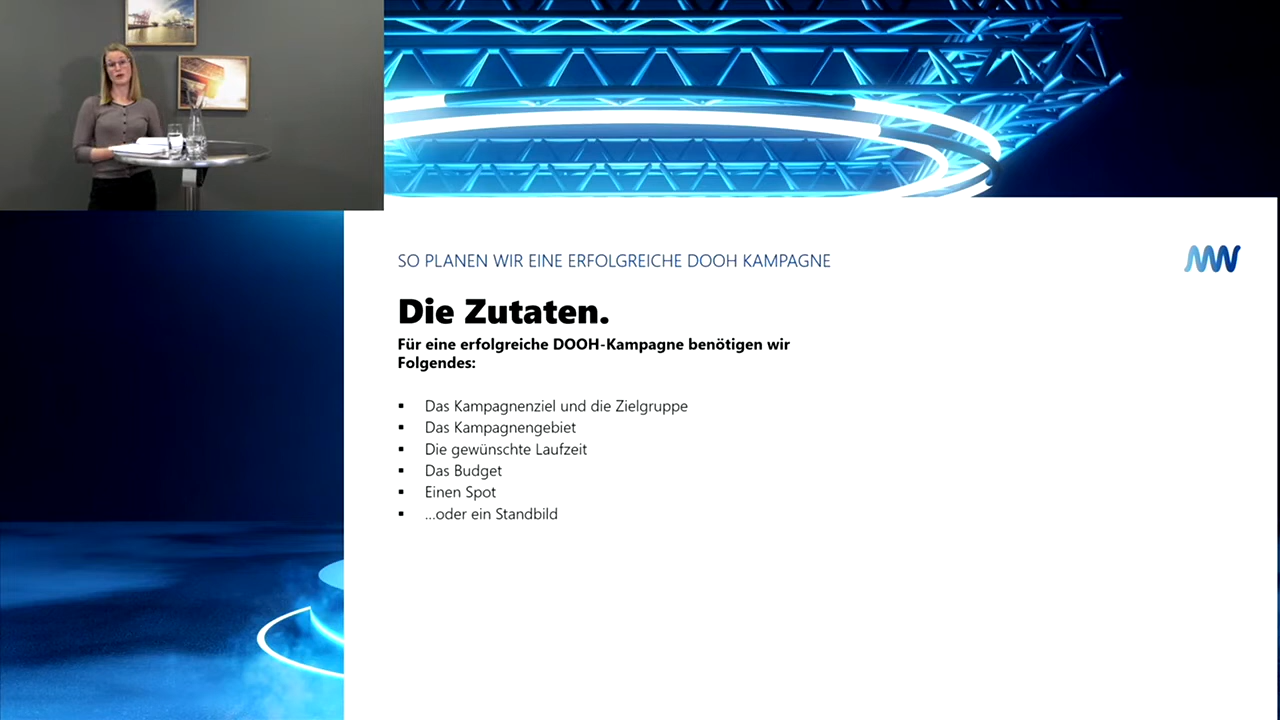 SO PLANEN WIR EINE ERFOLGREICHE DOOH KAMPAGNE
Die Zutaten.
Für eine erfolgreiche DOOH-Kampagne benötigen wir
Folgendes:
▪ Das Kampagnenziel und die Zielgruppe
▪ Das Kampagnengebiet
▪ Die gewünschte Laufzeit
▪ Das Budget
▪ Einen Spot
▪ ...oder ein Standbild